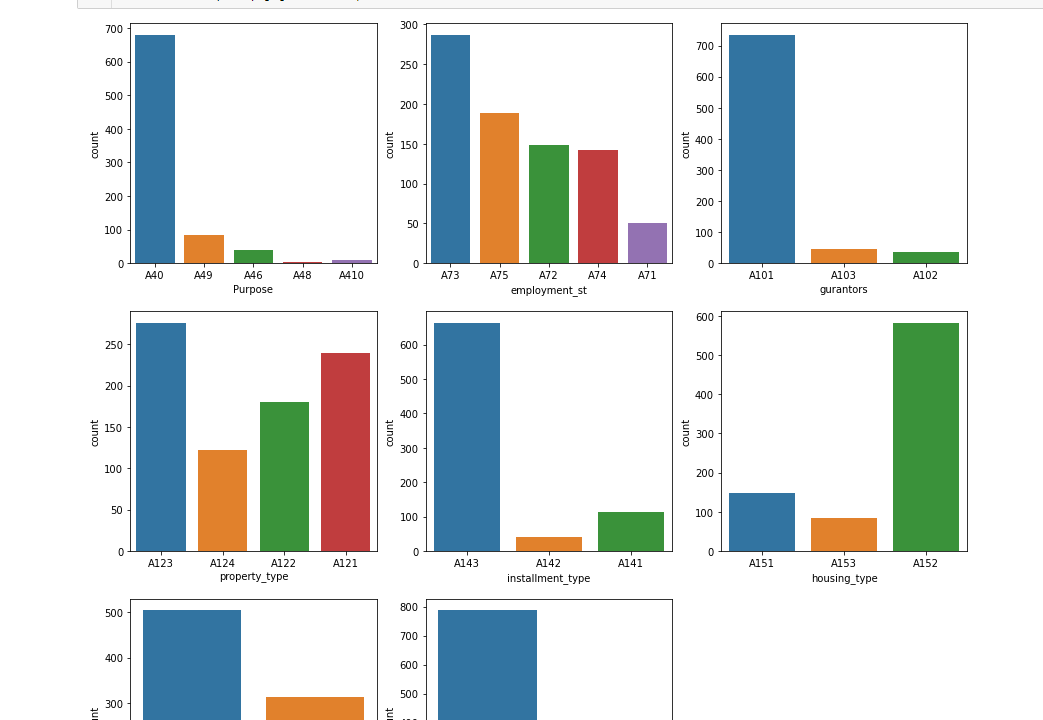 700
600
500
400
300
200
100
0
count
A40 A49 A46 A48 A410
Purpose
300
250
200
150
100
50
0
count
A73 A75 A72 A74 A71
employment_st
700
600
500
400
300
200
100
0
count
A101 A103 A102
gurantors
250
200
150
100
50
0
count
A123 A124 A122 A121
property_type
600
500
400
300
200
100
0
count
A143 A142 A141
installment_type
600
500
400
300
200
100
0
count
A151 A153 A152
housing_type
500
400
300
800
700
600
500